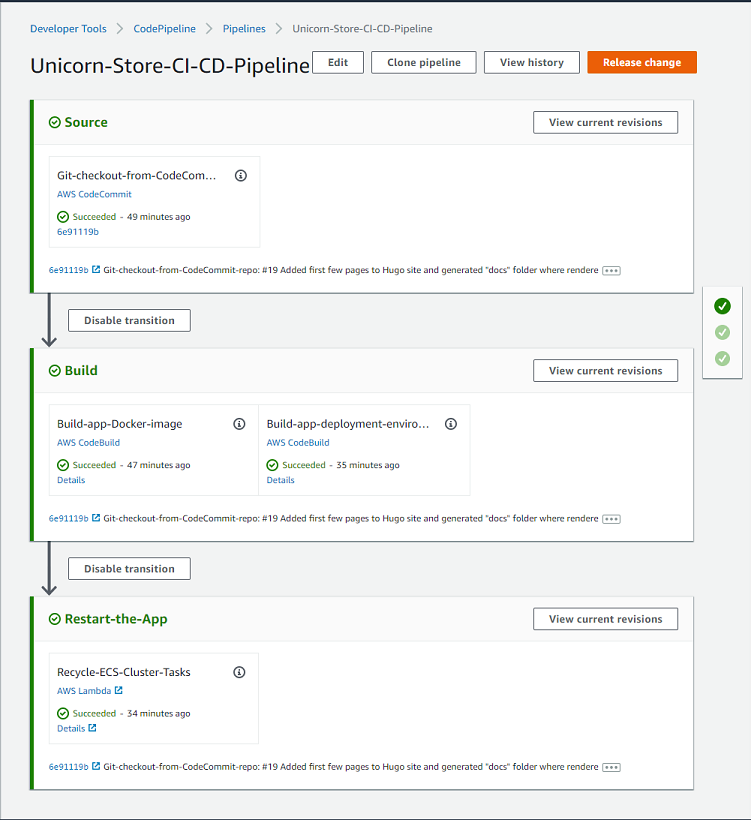 Developer Tools > CodePipeline > Pipelines > Unicorn-Store-CI-CD-Pipeline
Unicorn-Store-CI-CD-Pipeline Edit Clone pipeline View history Release change
Source View current revisions
Git-checkout-from-CodeCom...
AWS CodeCommit
Succeeded - 49 minutes ago
6e91119b
6e91119b Git-checkout-from-CodeCommit-repo: #19 Added first few pages to Hugo site and generated "docs" folder where rendere
Disable transition
Build View current revisions
Build-app-Docker-image
AWS CodeBuild
Succeeded - 47 minutes ago
Details
Build-app-deployment-enviro...
AWS CodeBuild
Succeeded - 35 minutes ago
Details
6e91119b Git-checkout-from-CodeCommit-repo: #19 Added first few pages to Hugo site and generated "docs" folder where rendere
Disable transition
Restart-the-App View current revisions
Recycle-ECS-Cluster-Tasks
AWS Lambda
Succeeded - 34 minutes ago
Details
6e91119b Git-checkout-from-CodeCommit-repo: #19 Added first few pages to Hugo site and generated "docs" folder where rendere